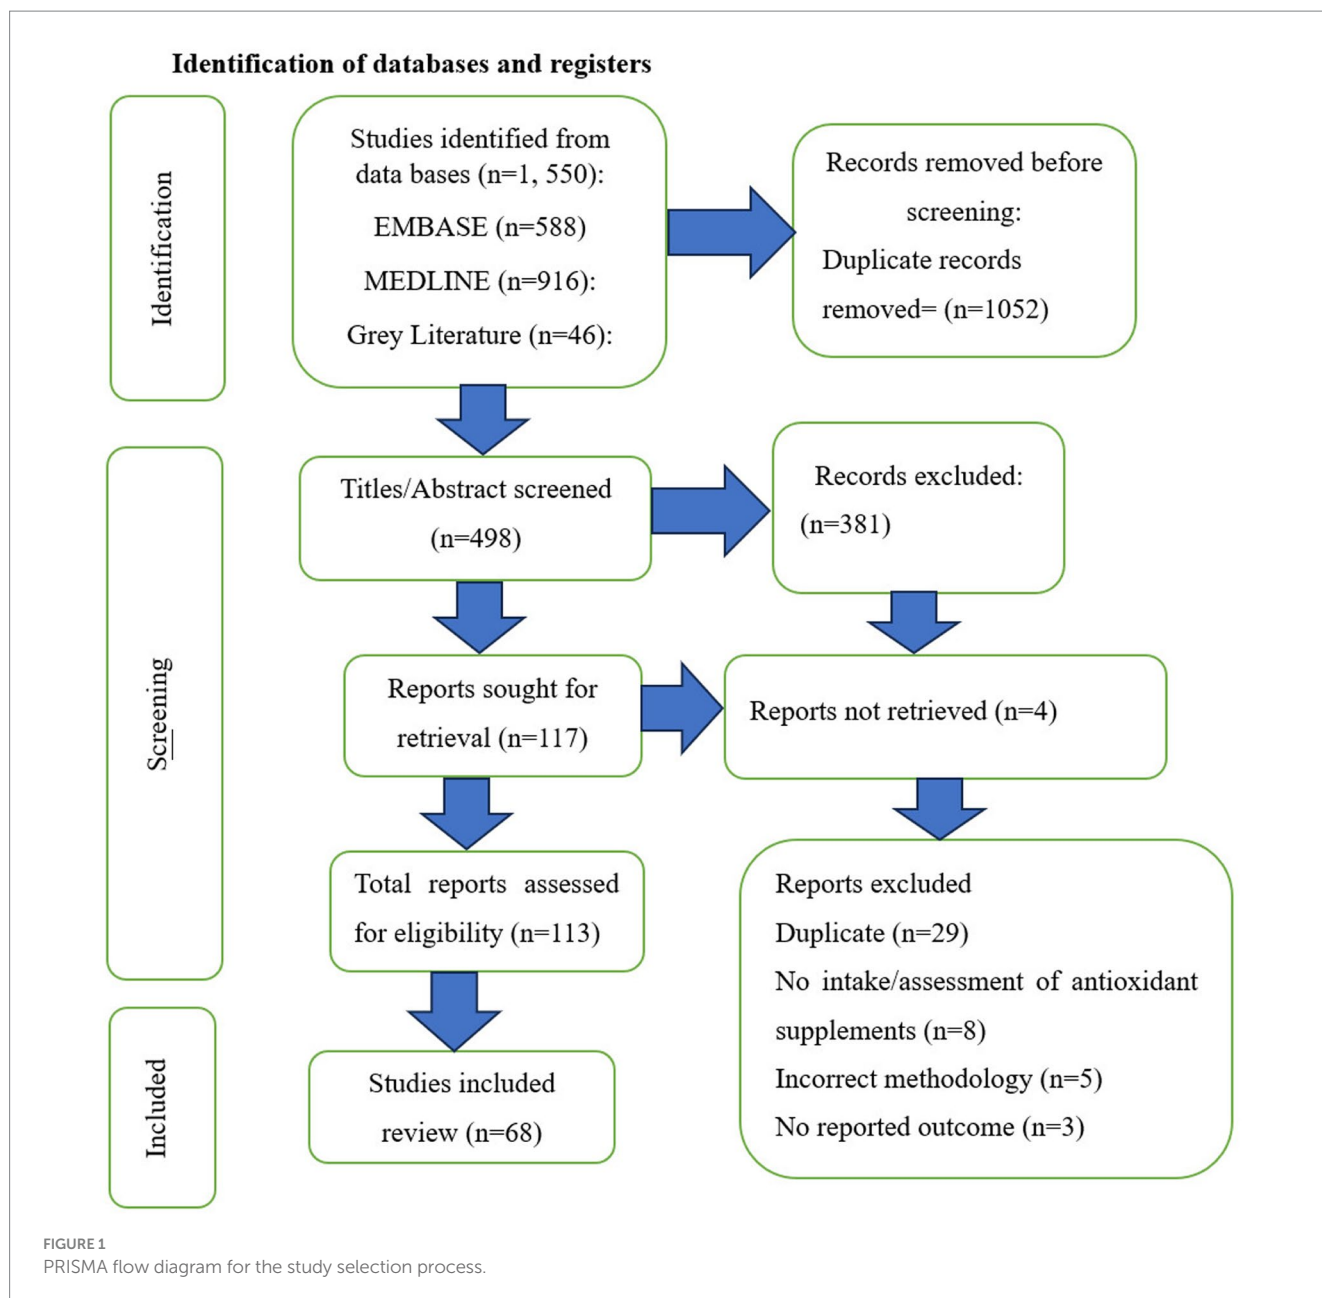 Identification of databases and registers
Identification
Studies identified from
data bases (n=1, 550):
EMBASE (n=588)
MEDLINE (n=916):
Grey Literature (n=46):
Records removed before
screening:
Duplicate records
removed= (n=1052)
Screening
Titles/Abstract screened
(n=498)
Records excluded:
(n=381)
Reports sought for
retrieval (n=117)
Reports not retrieved (n=4)
Total reports assessed
for eligibility (n=113)
Reports excluded
Duplicate (n=29)
No intake/assessment of antioxidant
supplements (n=8)
Incorrect methodology (n=5)
No reported outcome (n=3)
Included
Studies included
review (n=68)
FIGURE 1
PRISMA flow diagram for the study selection process.